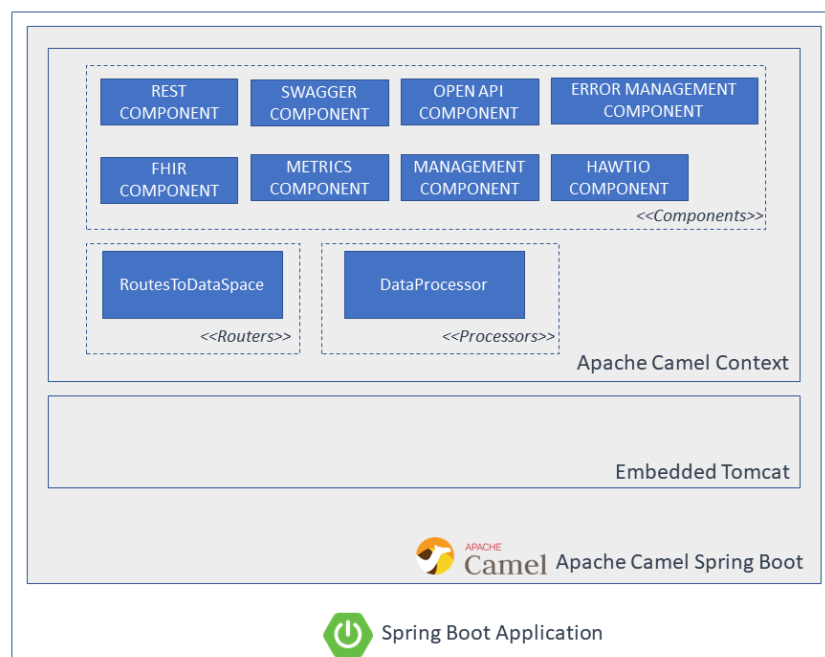 REST
COMPONENT
SWAGGER
COMPONENT
OPEN API
COMPONENT
ERROR MANAGEMENT
COMPONENT
FHIR
COMPONENT
METRICS
COMPONENT
MANAGEMENT
COMPONENT
HAWTIO
COMPONENT
<<Components>>
RoutesToDataSpace
<<Routers>>
DataProcessor
<<Processors>>
Apache Camel Context
Embedded Tomcat
APACHE
Camel
Apache Camel Spring Boot
Spring Boot Application